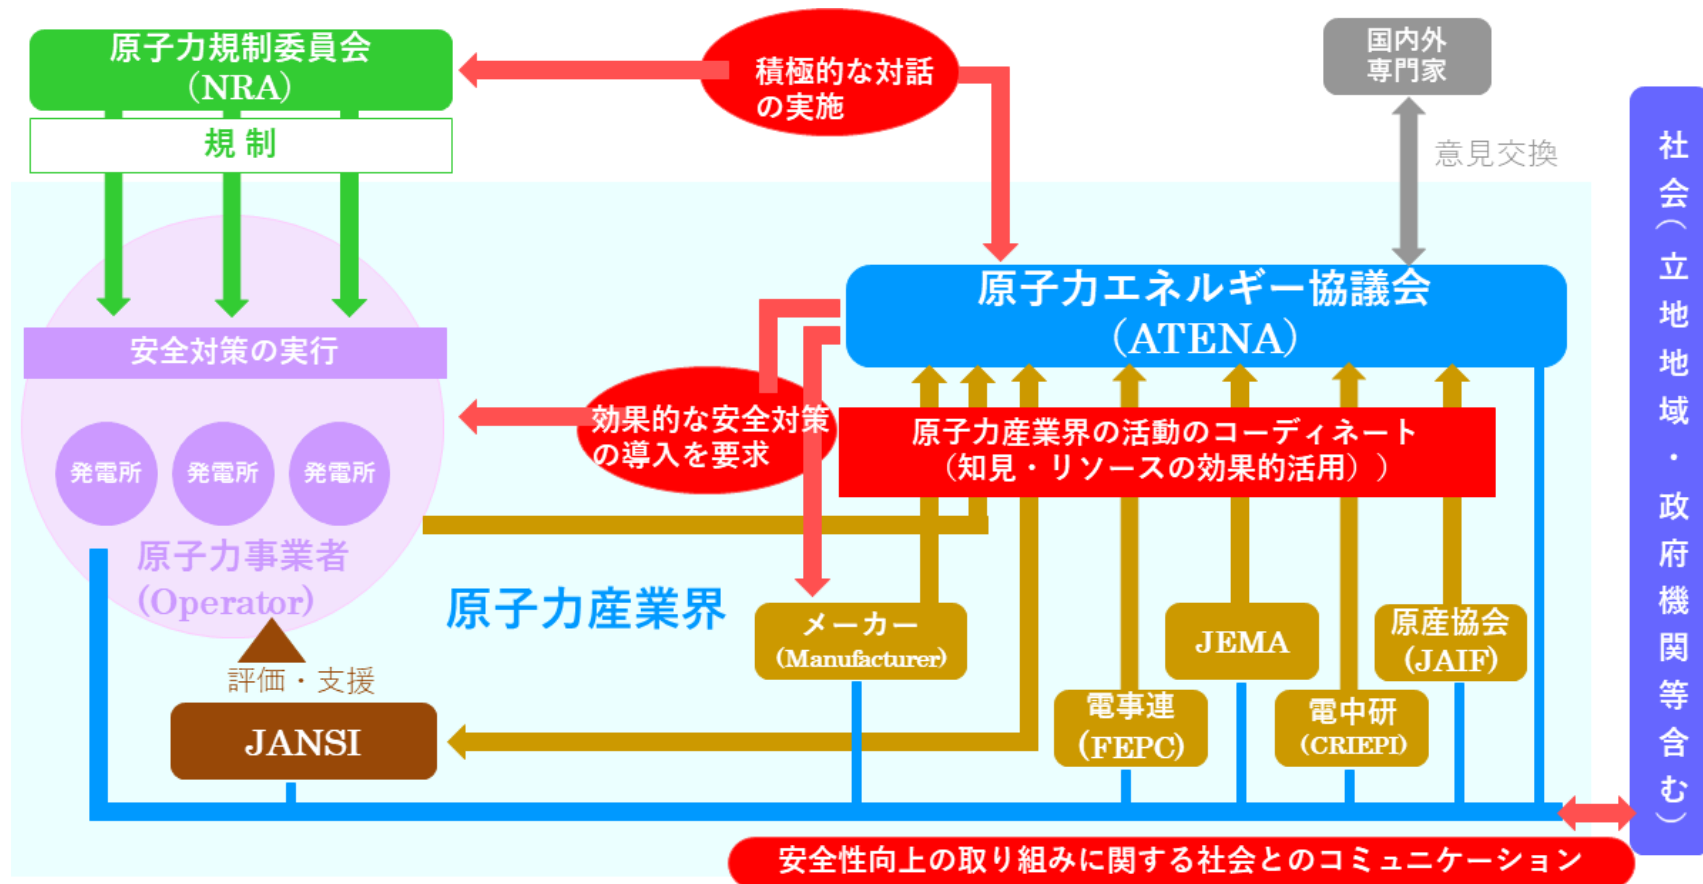 原子力規制委員会
（NRA）
規 制
積極的な対話
の実施
国内外
専門家
意見交換
社会（立地地域・政府機関等含む）
原子力エネルギー協議会
（ATENA）
安全対策の実行
効果的な安全対策
の導入を要求
原子力産業界の活動のコーディネート
（知見・リソースの効果的活用））
発電所
発電所
発電所
原子力事業者
(Operator)
原子力産業界
メーカー
(Manufacturer)
JEMA
原産協会
(JAIF)
評価・支援
JANSI
電事連
(FEPC)
電中研
(CRIEPI)
安全性向上の取り組みに関する社会とのコミュニケーション